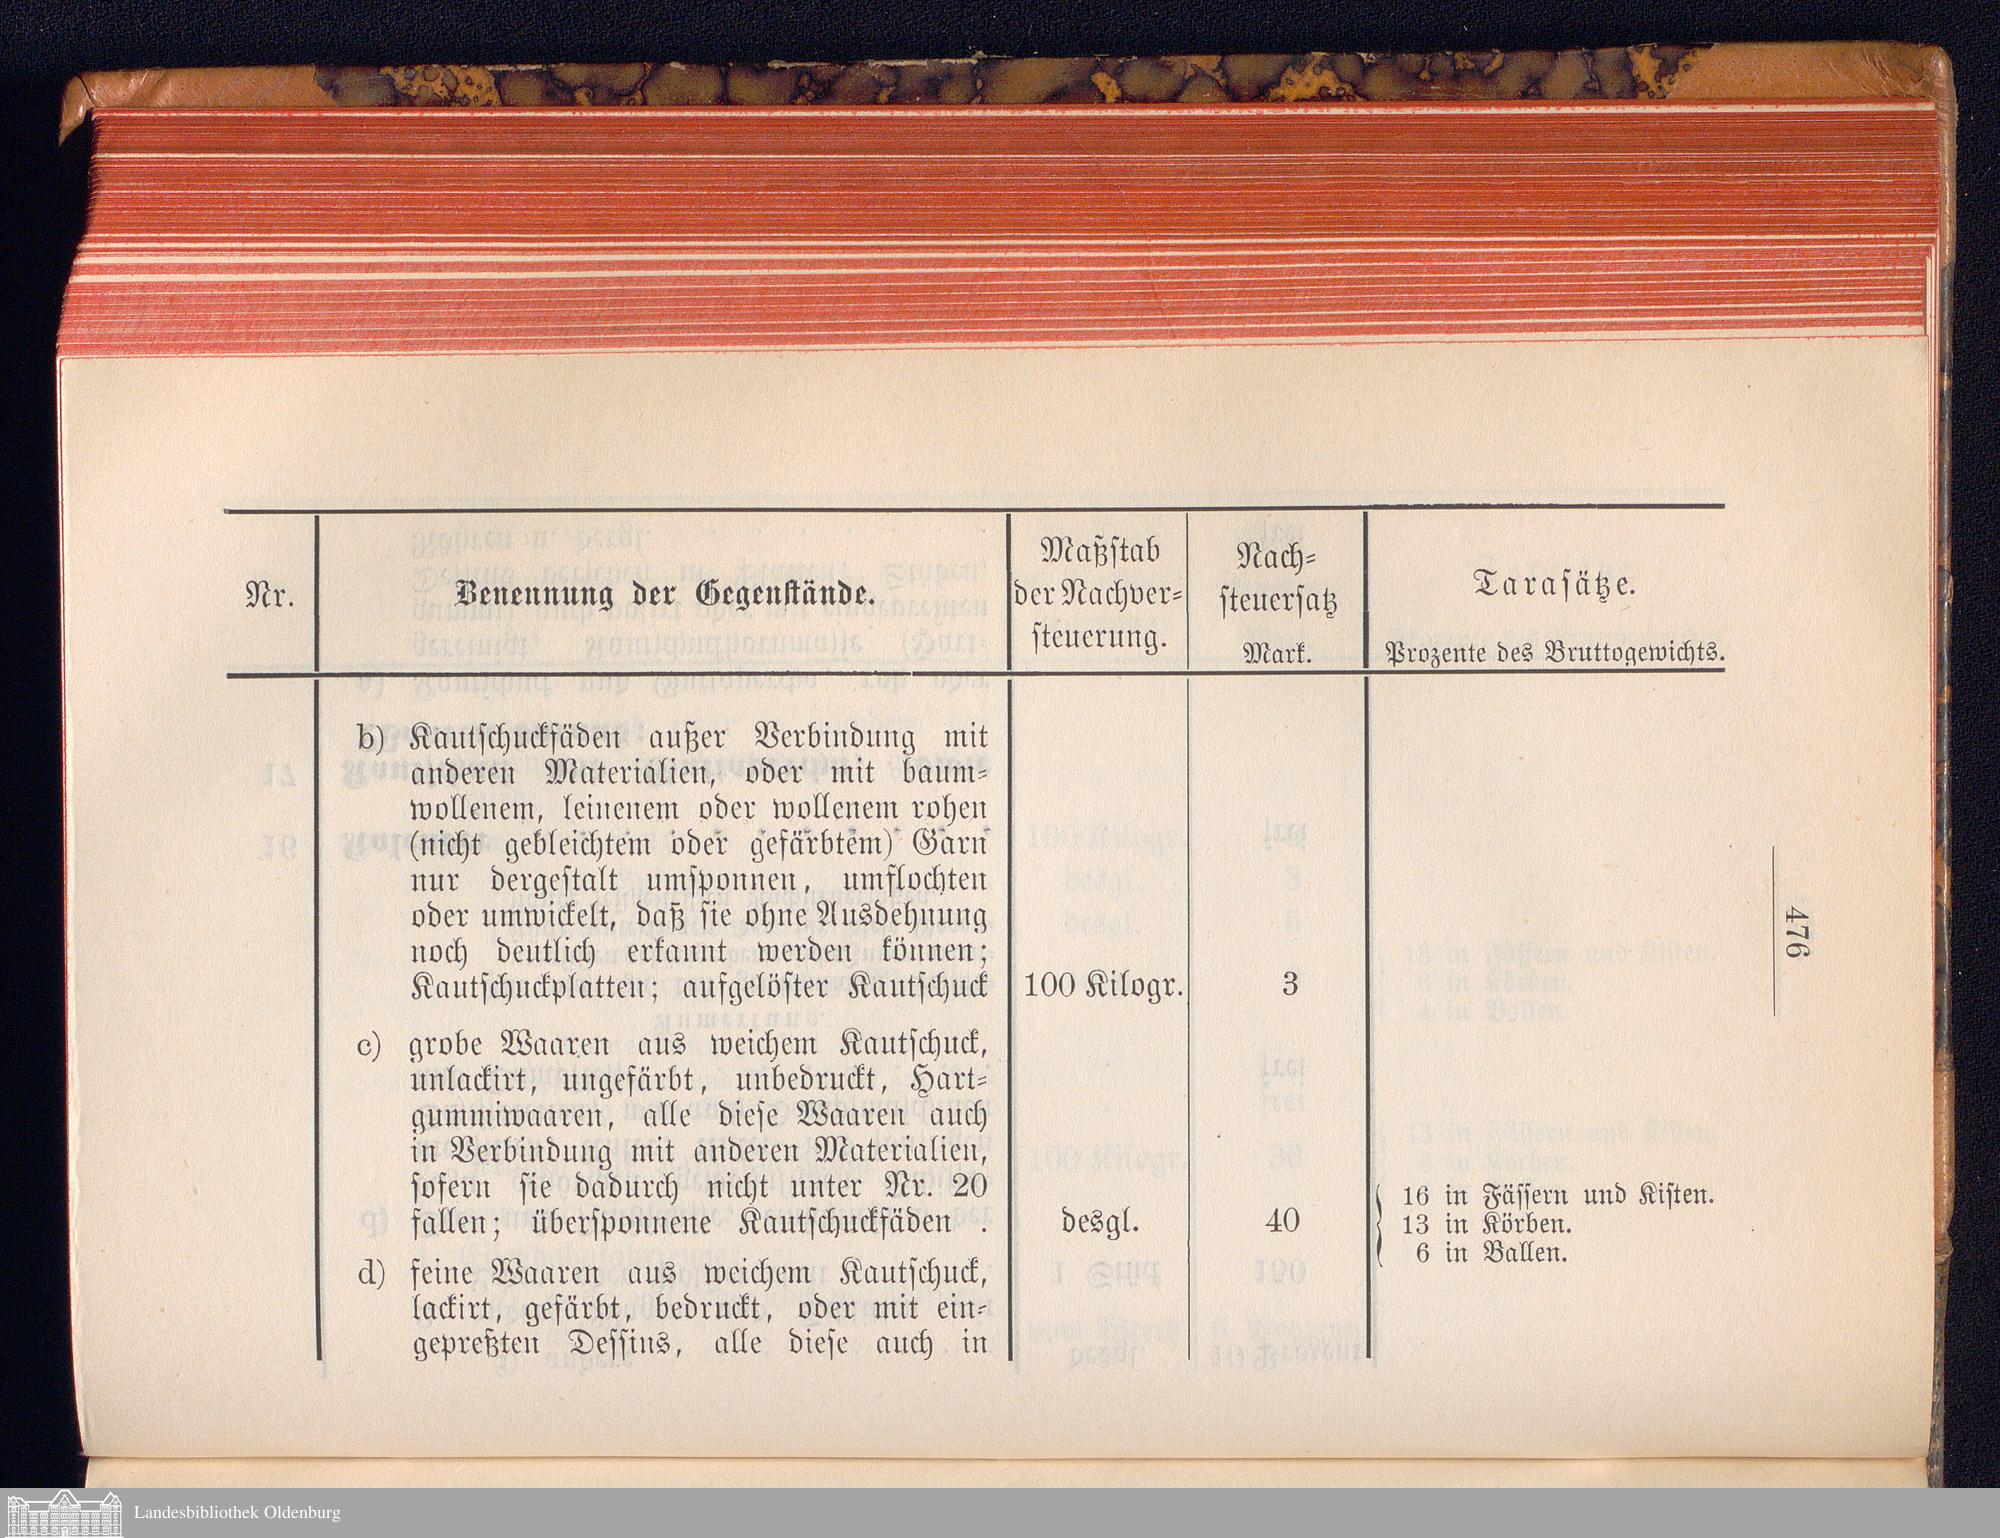 Nr.
Benennung der Gegenstände.
Maßstab
der Nachver-
steuerung.
Nach-
steuersatz
Mark.
Tarasätze.
Prozente des Bruttogewichts.
b) Kautschuckfäden außer Verbindung mit
anderen Materialien, oder mit baum-
wollenem, leinenem oder wollenem rohen
(nicht gebleichtem oder gefärbtem) Garn
nur dergestalt umsponnen, umflochten
oder umwickelt, daß sie ohne Ausdehnung
noch deutlich erkannt werden können;
Kautschuckplatten; aufgelöster Kautschuck 100 Kilogr. 3
c) grobe Waaren aus weichem Kautschuck,
unlackirt, ungefärbt, unbedruckt, Hart-
gummiwaaren, alle diese Waaren auch
in Verbindung mit anderen Materialien,
sofern sie dadurch nicht unter Nr. 20
fallen; übersponnene Kautschuckfäden . desgl. 40
16 in Fässern und Kisten.
13 in Körben.
6 in Ballen.
d) feine Waaren aus weichem Kautschuck,
lackirt, gefärbt, bedruckt, oder mit ein-
gepreßten Dessins, alle diese auch in
476
Landesbibliothek Oldenburg